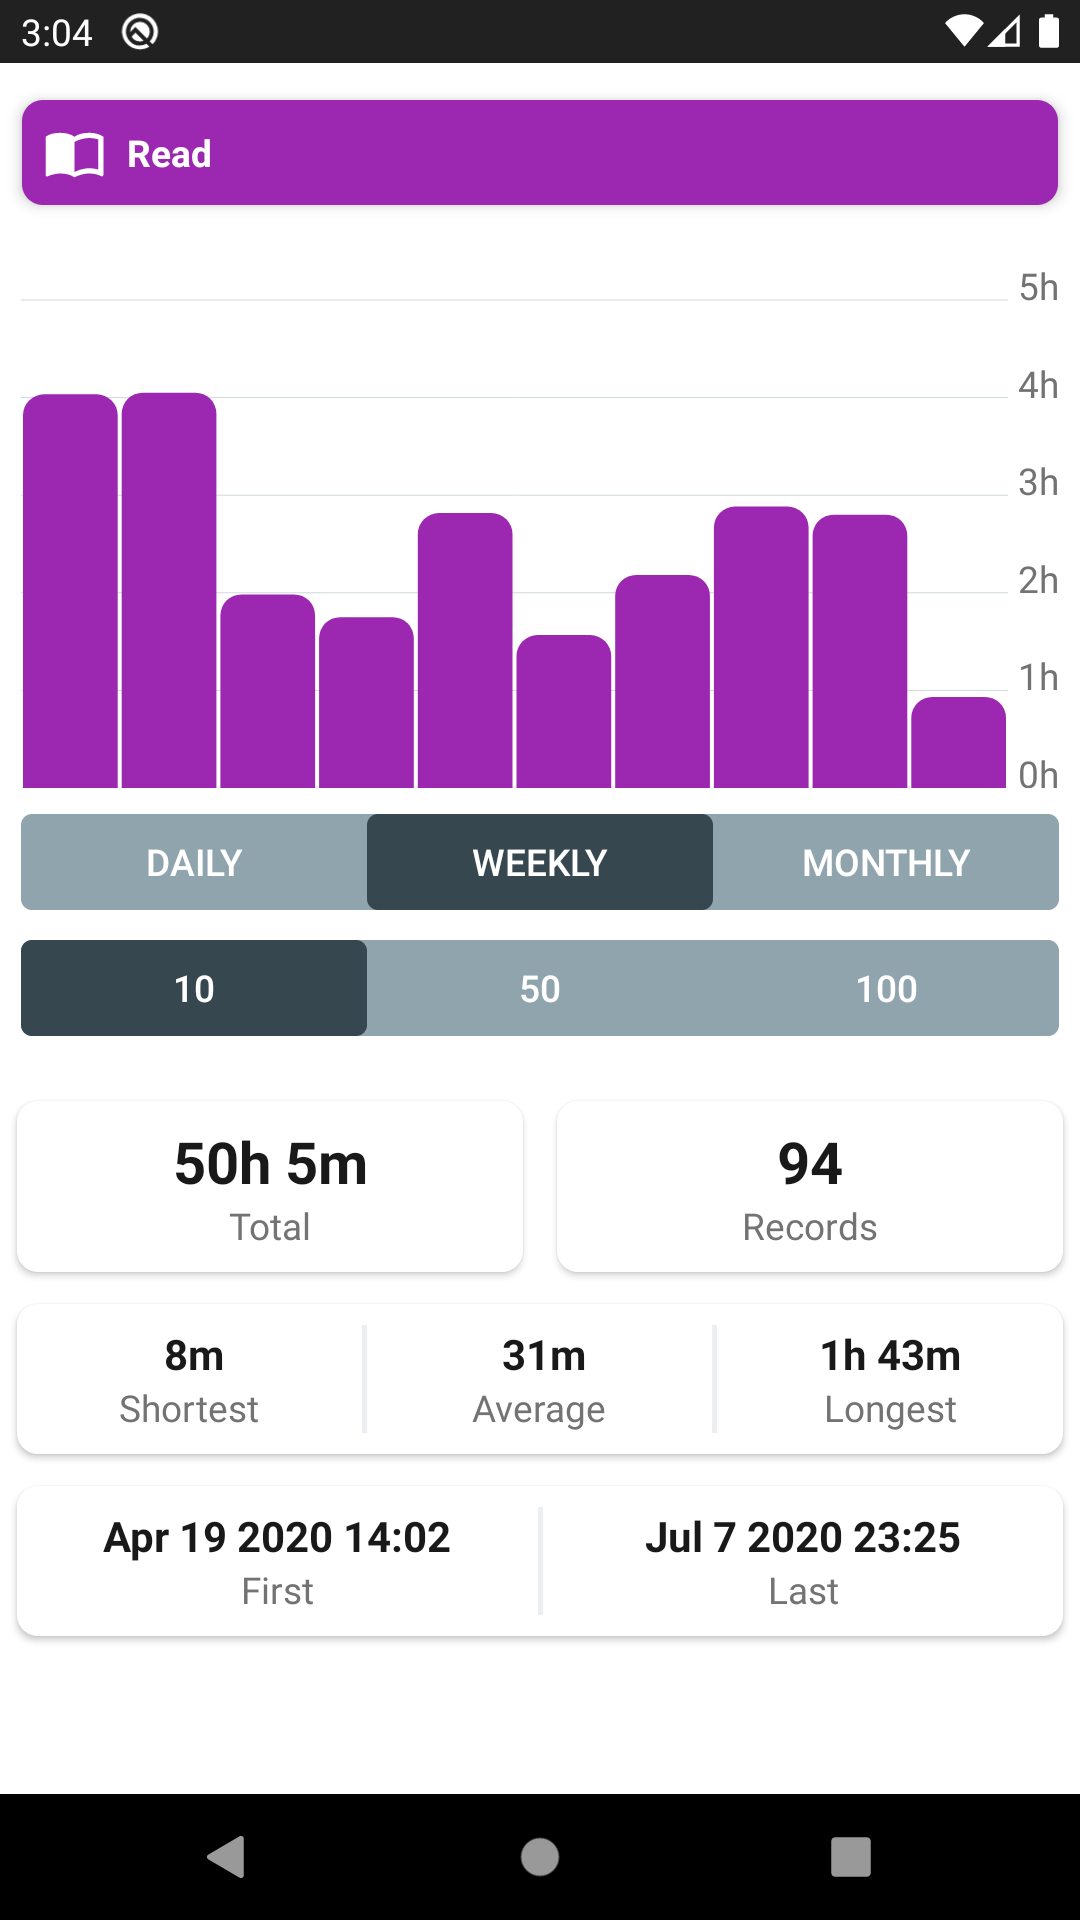 3:04
Read
5h
4h
3h
2h
1h
0h
DAILY WEEKLY MONTHLY
10 50 100
50h 5m 94
Total Records
8m 31m 1h 43m
Shortest Average Longest
Apr 19 2020 14:02 Jul 7 2020 23:25
First Last